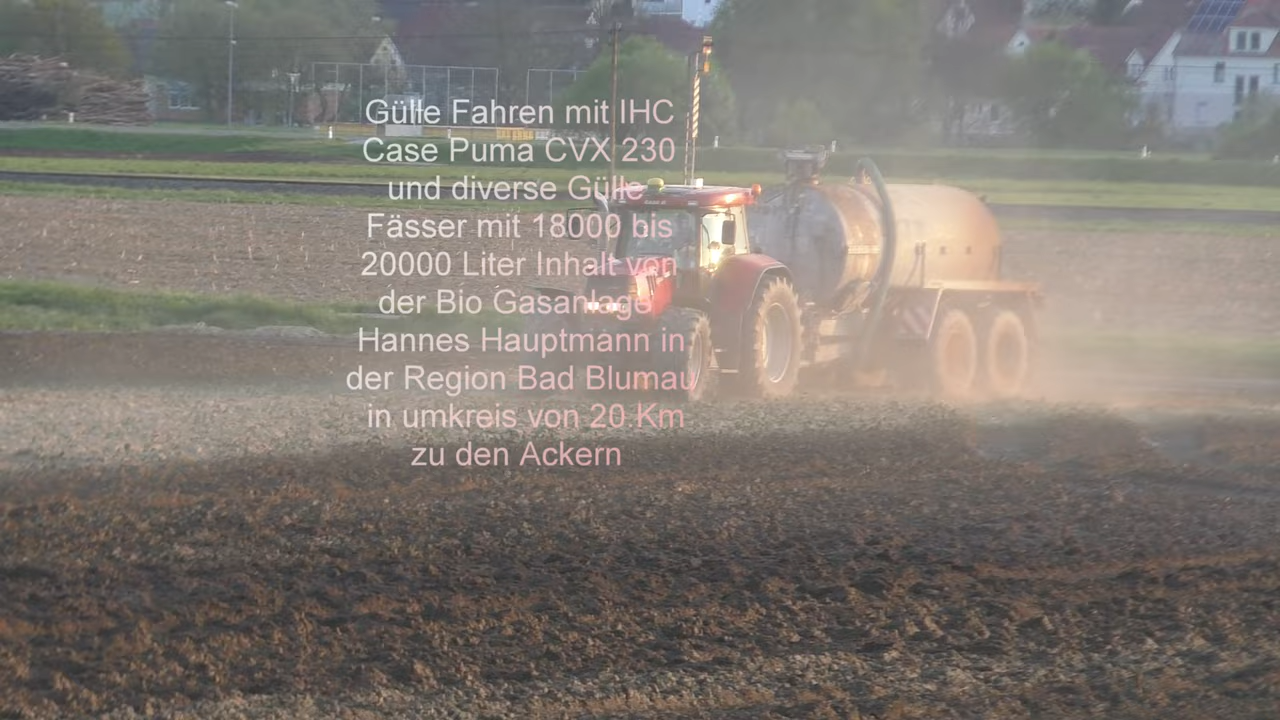 Gülle Fahren mit IHC
Case Puma CVX 230
und diverse Gülle
Fässer mit 18000 bis
20000 Liter Inhalt von
der Bio Gasanlage
Hannes Hauptmann in
der Region Bad Blumau
in umkreis von 20 Km
zu den Ackern